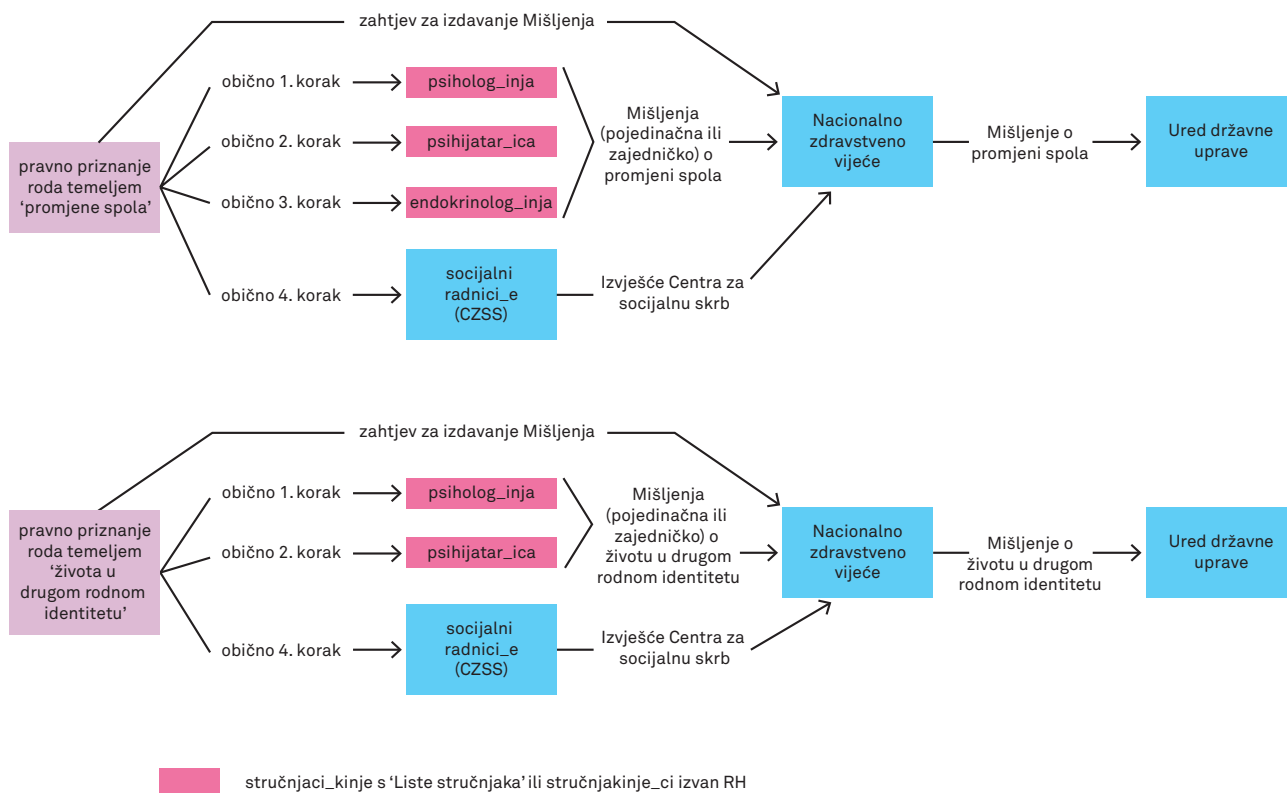 zahtjev za izdavanje Mišljenja
obično 1. korak
psiholog_inja
obično 2. korak
psihijatar_ica
obično 3. korak
endokrinolog_inja
obično 4. korak
socijalni
radnici_e
(CZSS)
pravno priznanje
roda temeljem
‘promjene spola’
Mišljenja
(pojedinačna ili
zajedničko) o
promjeni spola
Izvješće Centra za
socijalnu skrb
Nacionalno
zdravstveno
vijeće
Mišljenje o
promjeni spola
Ured državne
uprave
zahtjev za izdavanje Mišljenja
obično 1. korak
psiholog_inja
obično 2. korak
psihijatar_ica
obično 4. korak
socijalni
radnici_e
(CZSS)
pravno priznanje
roda temeljem
‘života u
drugom rodnom
identitetu’
Mišljenja
(pojedinačna ili
zajedničko) o
životu u drugom
rodnom identitetu
Izvješće Centra za
socijalnu skrb
Nacionalno
zdravstveno
vijeće
Mišljenje o
životu u drugom
rodnom identitetu
Ured državne
uprave
stručnjaci_kinje s ‘Liste stručnjaka’ ili stručnjakinje_ci izvan RH